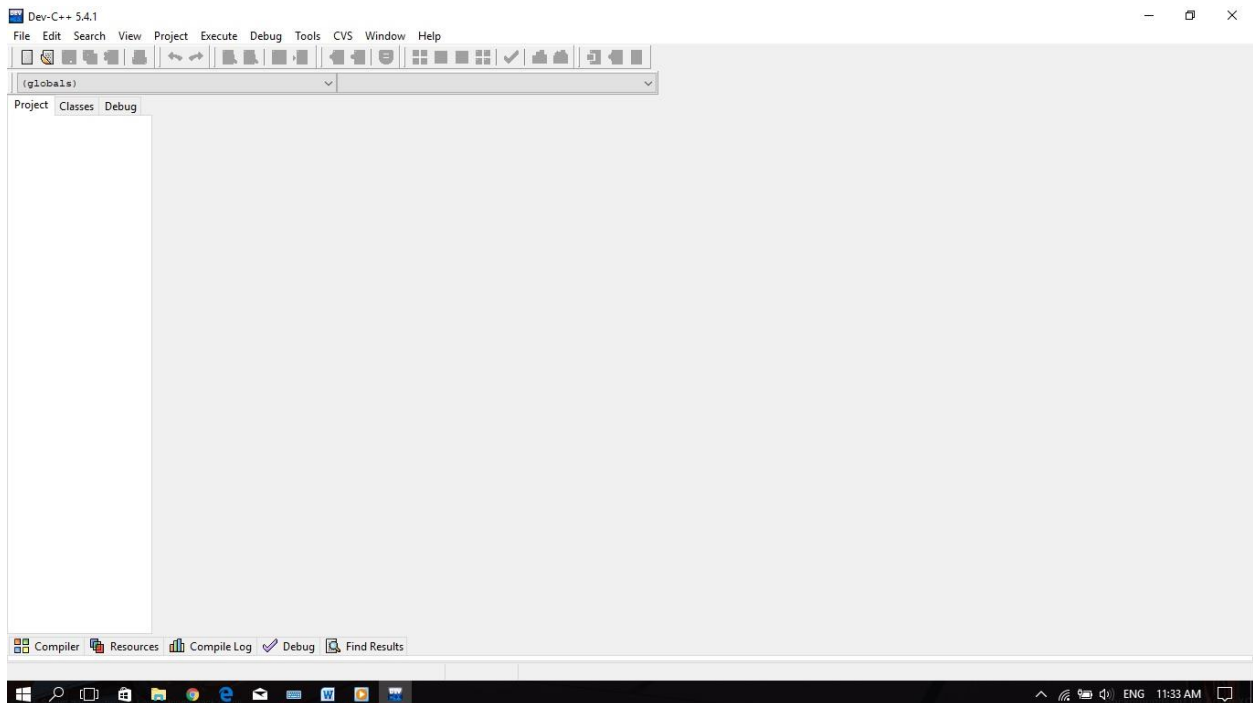 Dev-C++ 5.4.1
File Edit Search View Project Execute Debug Tools CVS Window Help
(globals)
Project Classes Debug
Compiler Resources Compile Log Debug Find Results
ENG 11:33 AM